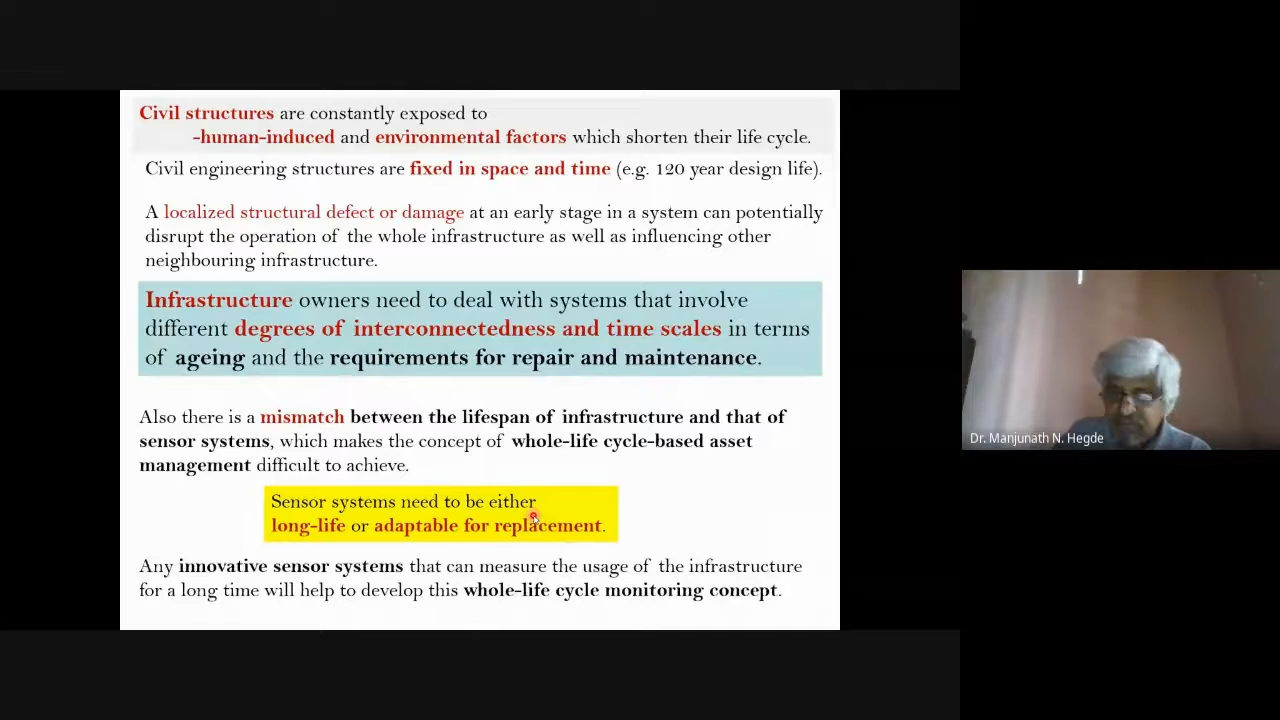 Civil structures are constantly exposed to
-human-induced and environmental factors which shorten their life cycle.
Civil engineering structures are fixed in space and time (e.g. 120 year design life).
A localized structural defect or damage at an early stage in a system can potentially
disrupt the operation of the whole infrastructure as well as influencing other
neighbouring infrastructure.
Infrastructure owners need to deal with systems that involve
different degrees of interconnectedness and time scales in terms
of ageing and the requirements for repair and maintenance.
Also there is a mismatch between the lifespan of infrastructure and that of
sensor systems, which makes the concept of whole-life cycle-based asset
management difficult to achieve.
Sensor systems need to be either
long-life or adaptable for replacement.
Any innovative sensor systems that can measure the usage of the infrastructure
for a long time will help to develop this whole-life cycle monitoring concept.
Dr. Manjunath N. Hegde